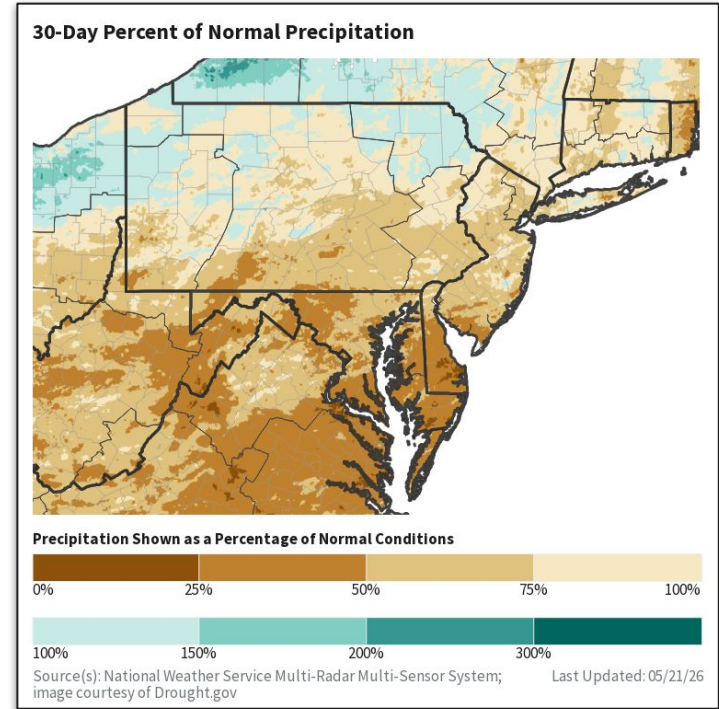 30-Day Percent of Normal Precipitation
Precipitation Shown as a Percentage of Normal Conditions
0% 25% 50% 75% 100%
100% 150% 200% 300%
Source(s): National Weather Service Multi-Radar Multi-Sensor System; Last Updated: 05/21/26
image courtesy of Drought.gov